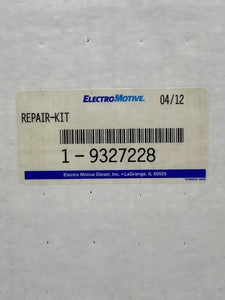 ELECTROMOTIVE. 04/12
REPAIR-KIT
1-9327228
Electro Motive Diesel, Inc. • LaGrange, IL 60525